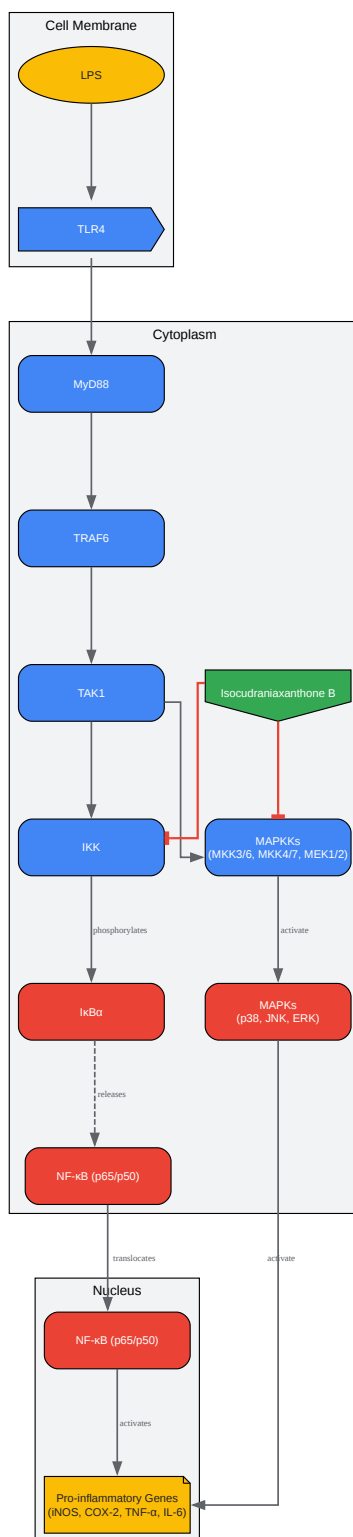 Cell Membrane
LPS
TLR4
Cytoplasm
MyD88
TRAF6
TAK1
Isocudraniaxanthone B
IKK
MAPKKs
(MKK3/6, MKK4/7, MEK1/2)
phosphorylates
activate
IκBα
MAPKs
(p38, JNK, ERK)
releases
NF-κB (p65/p50)
translocates
activate
Nucleus
NF-κB (p65/p50)
activates
Pro-inflammatory Genes
(iNOS, COX-2, TNF-α, IL-6)